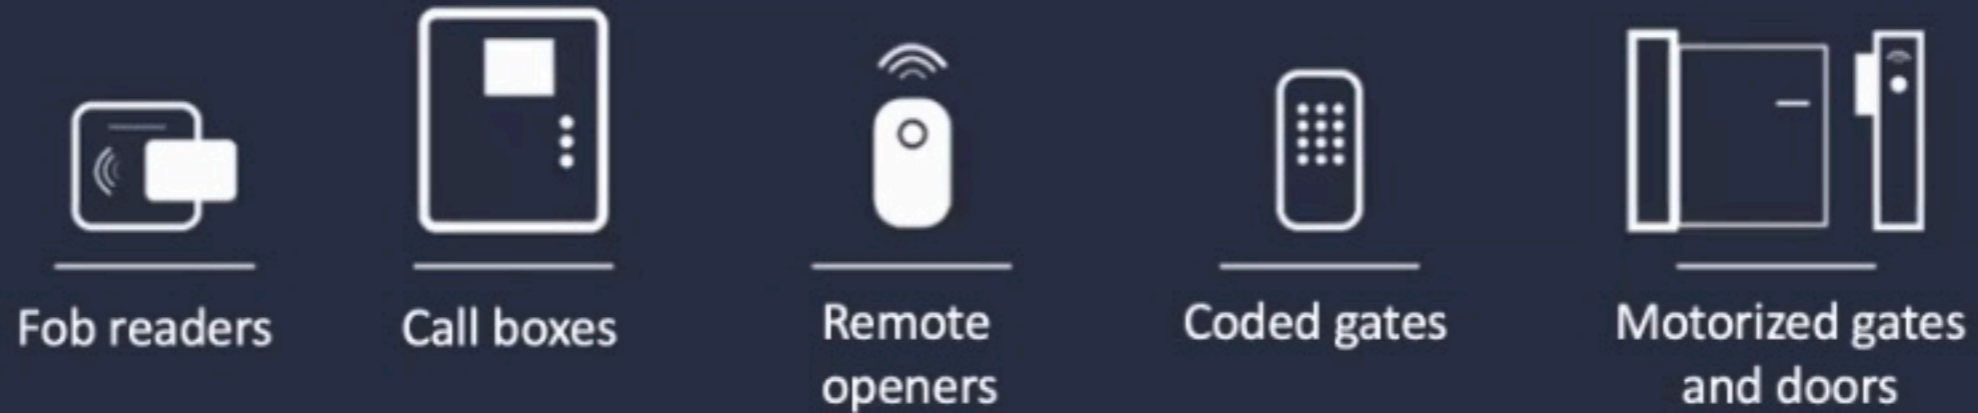 Fob readers
Call boxes
Remote
openers
Coded gates
Motorized gates
and doors